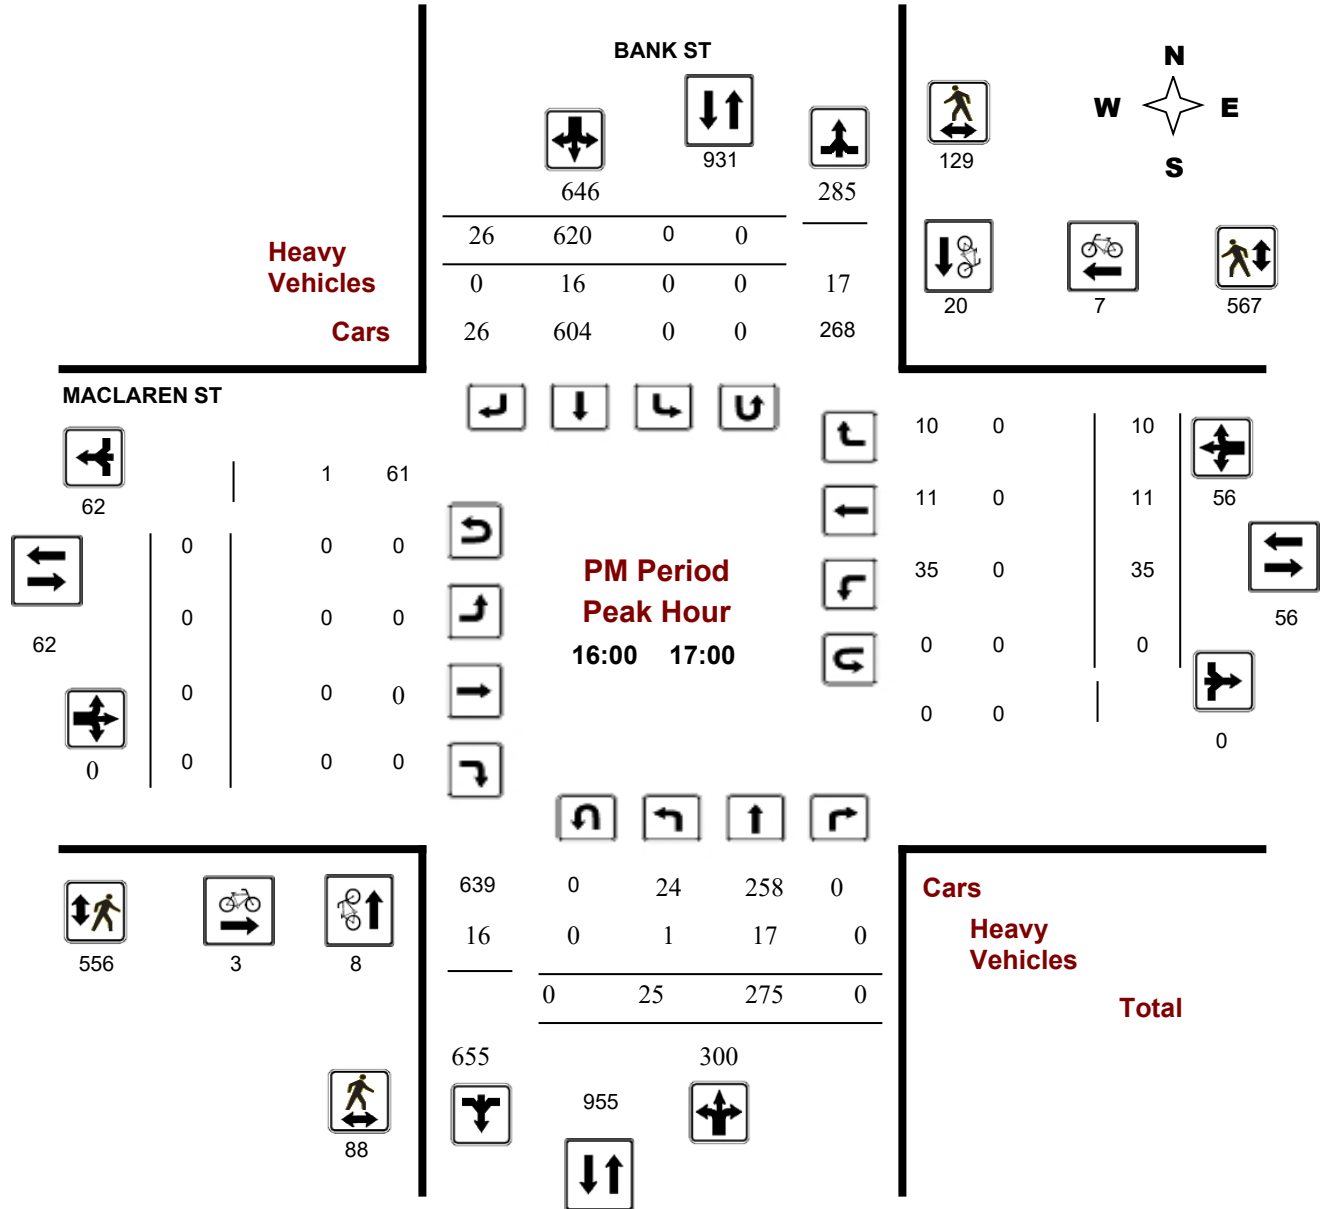 BANK ST
N
W E
S
931
129
646 285
26 620 0 0
Heavy
Vehicles
0 16 0 0 17
20 7 567
Cars
26 604 0 0 268
MACLAREN ST
10 0 10
1 61
62
11 0 11 56
0 0 0
PM Period
35 0 35
Peak Hour
0 0 0
56
62
16:00 17:00
0 0 0
0 0 0
0 0
0
0 0 0
0
639 0 24 258 0
Cars
16 0 1 17 0
Heavy
Vehicles
556 3 8
0 25 275 0
Total
655 300
955
88